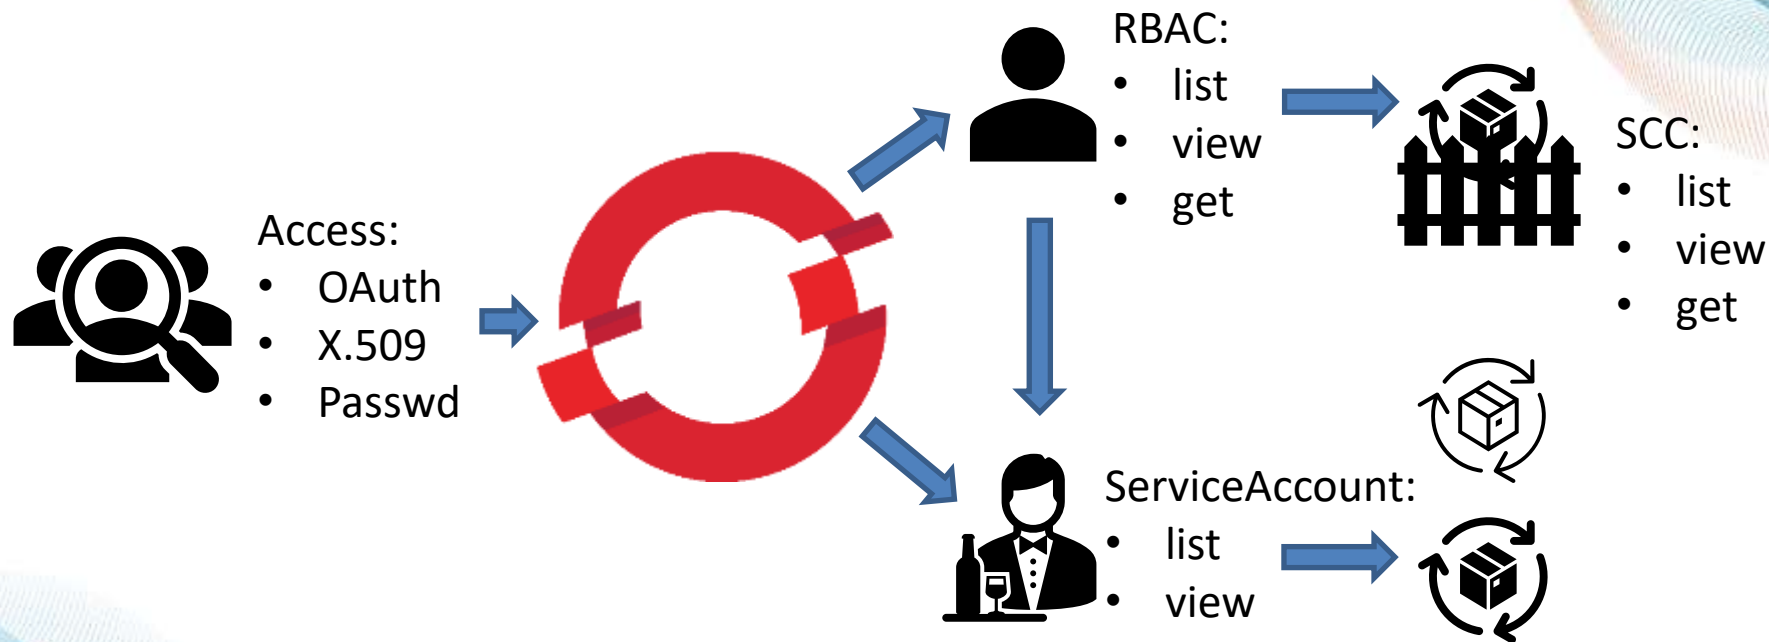 Access:
• OAuth
• X.509
• Passwd
RBAC:
• list
• view
• get
SCC:
• list
• view
• get
ServiceAccount:
• list
• view